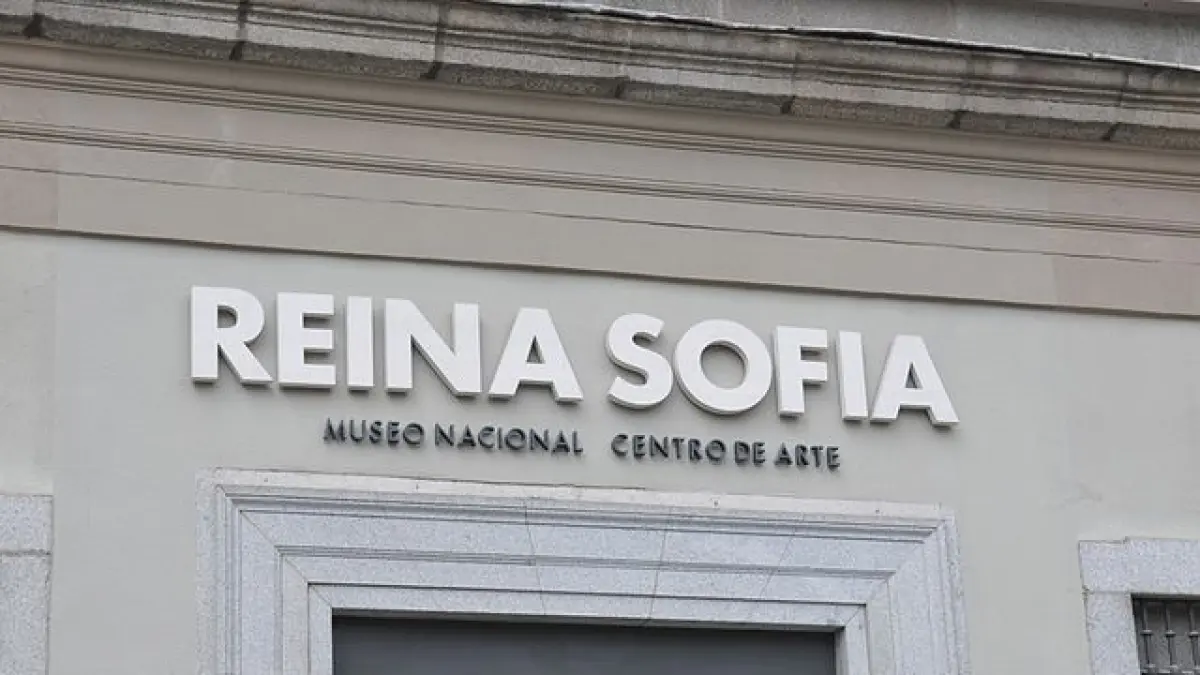 REINA SOFIA
MUSEO NACIONAL CENTRO DE ARTE